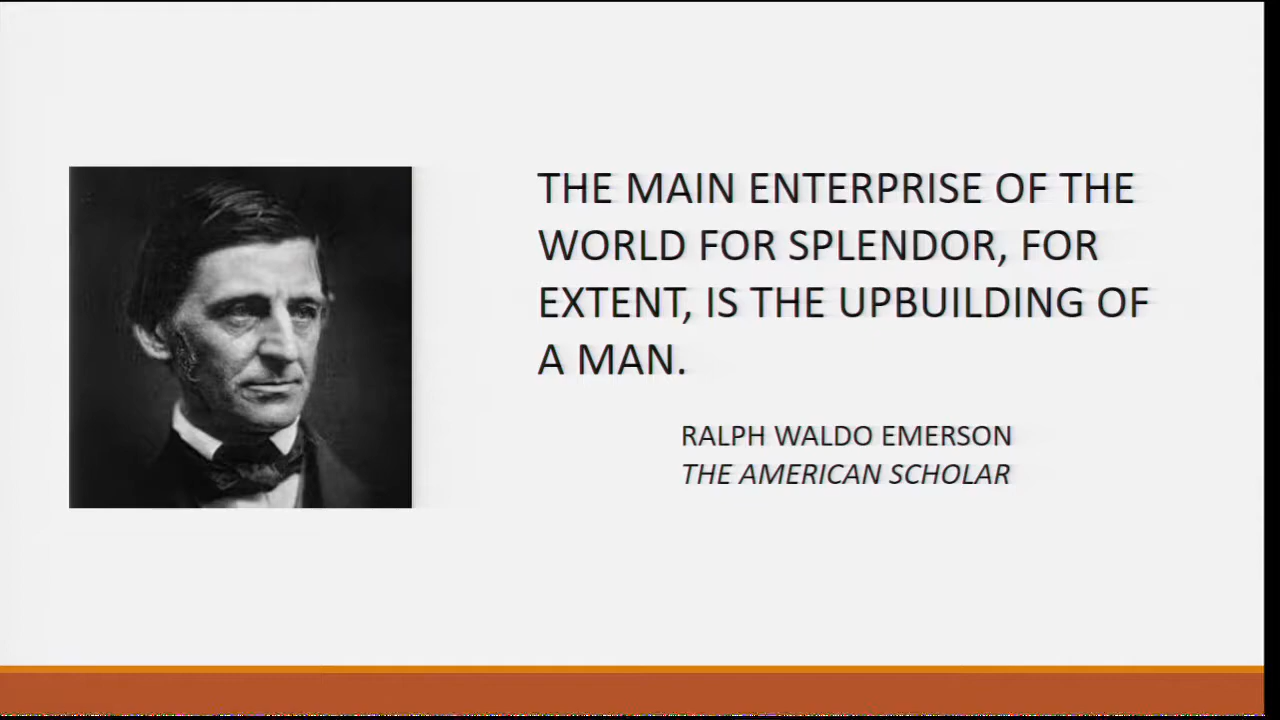 THE MAIN ENTERPRISE OF THE
WORLD FOR SPLENDOR, FOR
EXTENT, IS THE UPBUILDING OF
A MAN.
RALPH WALDO EMERSON
THE AMERICAN SCHOLAR